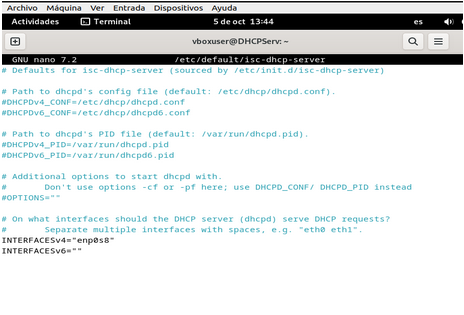 Archivo Máquina Ver Entrada Dispositivos Ayuda
Actividades Terminal 5 de oct 13:44 es
vboxuser@DHCPServ: ~
GNU nano 7.2 /etc/default/isc-dhcp-server
# Defaults for isc-dhcp-server (sourced by /etc/init.d/isc-dhcp-server)
# Path to dhcpd's config file (default: /etc/dhcp/dhcpd.conf).
#DHCPDv4_CONF=/etc/dhcp/dhcpd.conf
#DHCPDv6_CONF=/etc/dhcp/dhcpd6.conf
# Path to dhcpd's PID file (default: /var/run/dhcpd.pid).
#DHCPDv4_PID=/var/run/dhcpd.pid
#DHCPDv6_PID=/var/run/dhcpd6.pid
# Additional options to start dhcpd with.
# Don't use options -cf or -pf here; use DHCPD_CONF/ DHCPD_PID instead
#OPTIONS=""
# On what interfaces should the DHCP server (dhcpd) serve DHCP requests?
# Separate multiple interfaces with spaces, e.g. "eth0 eth1".
INTERFACESv4="enp0s8"
INTERFACESv6=""